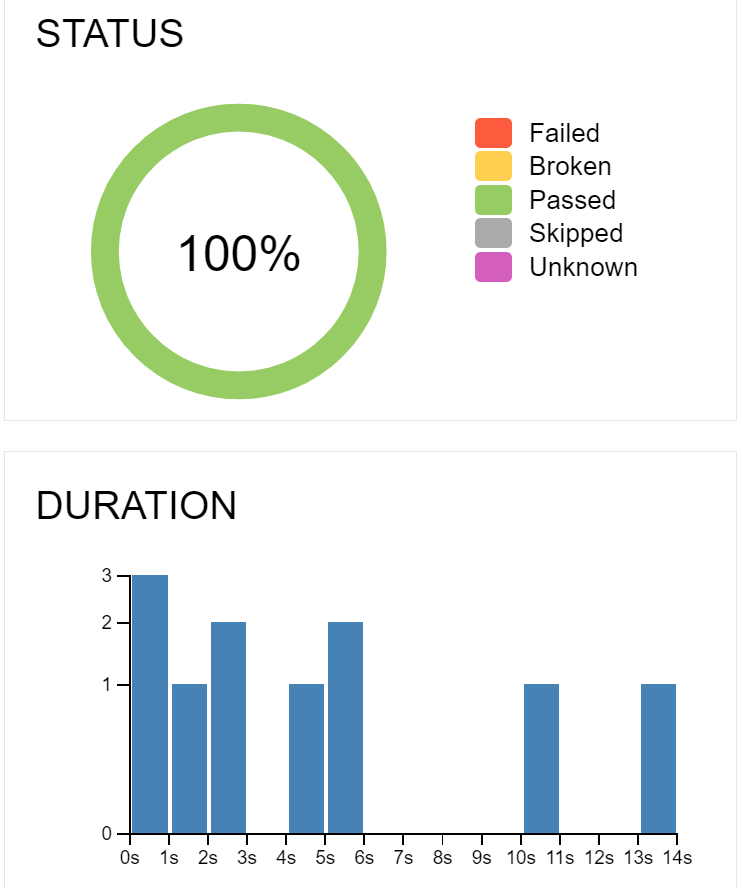 STATUS
100%
Failed
Broken
Passed
Skipped
Unknown
DURATION
3
2
1
0
0s 1s 2s 3s 4s 5s 6s 7s 8s 9s 10s 11s 12s 13s 14s